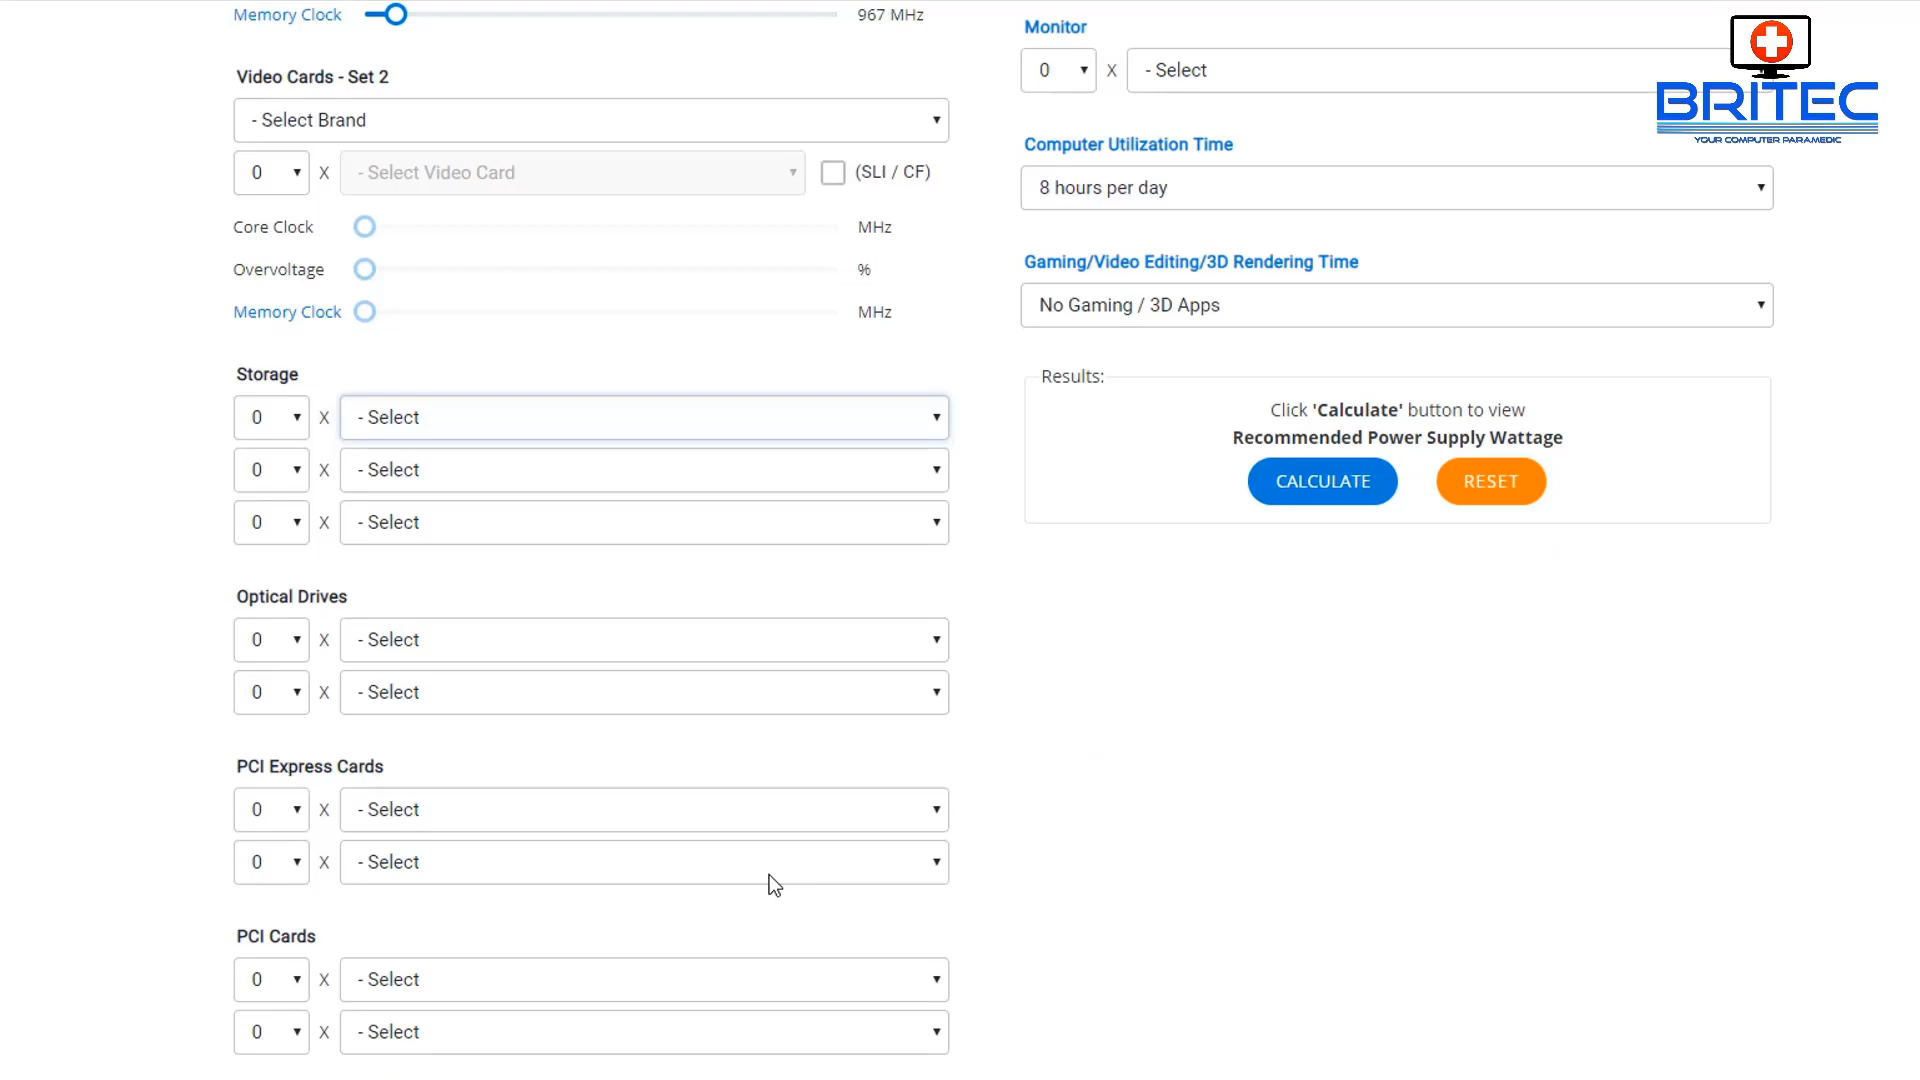 Memory Clock 967 MHz
Video Cards - Set 2
- Select Brand
0 X - Select Video Card (SLI / CF)
Core Clock MHz
Overvoltage %
Memory Clock MHz
Storage
0 X - Select
0 X - Select
0 X - Select
Optical Drives
0 X - Select
0 X - Select
PCI Express Cards
0 X - Select
0 X - Select
PCI Cards
0 X - Select
0 X - Select
Monitor
0 X - Select
Computer Utilization Time
8 hours per day
Gaming/Video Editing/3D Rendering Time
No Gaming / 3D Apps
Results:
Click 'Calculate' button to view
Recommended Power Supply Wattage
CALCULATE RESET
BRITEC
YOUR COMPUTER PARAMEDIC